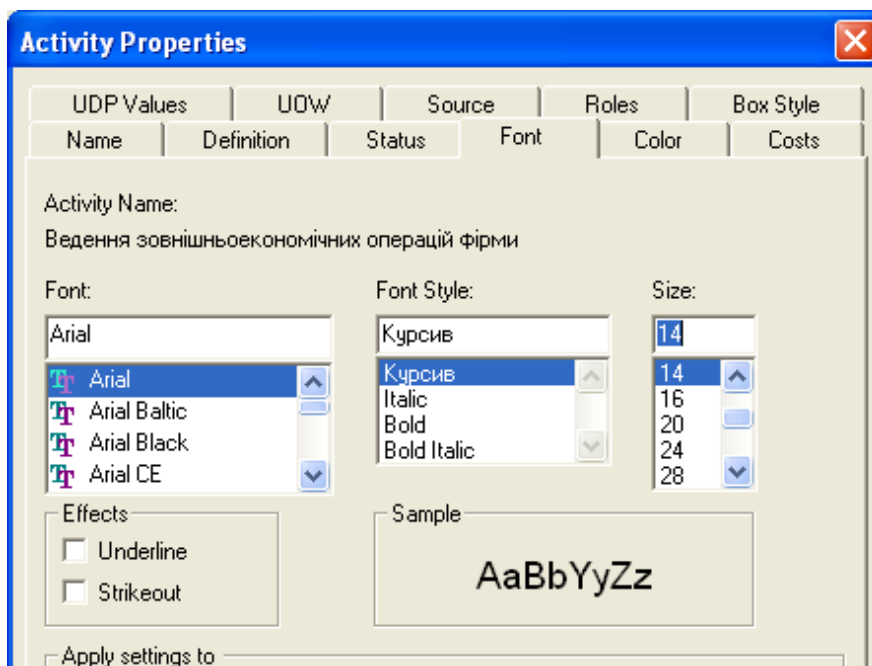 Activity Properties
UDP Values UOW Source Roles Box Style
Name Definition Status Font Color Costs
Activity Name:
Ведення зовнішньоекономічних операцій фірми
Font: Font Style: Size:
Arial Курсив 14
Arial Курсив 14
Arial Baltic Italic 16
Arial Black Bold 20
Arial CE Bold Italic 24
28
Effects Sample
Underline
Strikeout AaBbYyZz
Apply settings to